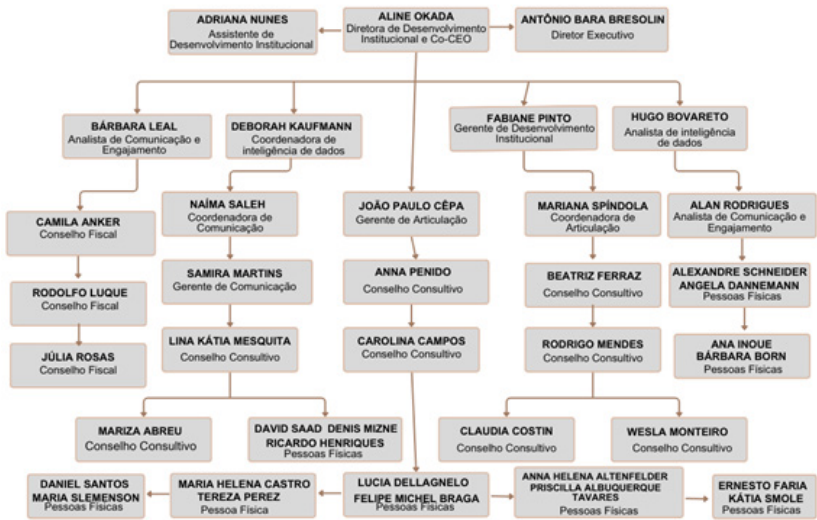 ADRIANA NUNES
Assistente de
Desenvolvimento Institucional
ALINE OKADA
Diretora de Desenvolvimento
Institucional e Co-CEO
ANTÔNIO BARA BRESOLIN
Diretor Executivo
BÁRBARA LEAL
Analista de Comunicação e
Engajamento
DEBORAH KAUFMANN
Coordenadora de
inteligência de dados
FABIANE PINTO
Gerente de Desenvolvimento
Institucional
HUGO BOVARETO
Analista de inteligência
de dados
CAMILA ANKER
Conselho Fiscal
NAÍMA SALEH
Coordenadora de
Comunicação
JOÃO PAULO CÊPA
Gerente de Articulação
MARIANA SPÍNDOLA
Coordenadora de
Articulação
ALAN RODRIGUES
Analista de Comunicação e
Engajamento
RODOLFO LUQUE
Conselho Fiscal
SAMIRA MARTINS
Gerente de Comunicação
ANNA PENIDO
Conselho Consultivo
BEATRIZ FERRAZ
Conselho Consultivo
ALEXANDRE SCHNEIDER
ANGELA DANNEMANN
Pessoas Físicas
JÚLIA ROSAS
Conselho Fiscal
LINA KÁTIA MESQUITA
Conselho Consultivo
CAROLINA CAMPOS
Conselho Consultivo
RODRIGO MENDES
Conselho Consultivo
ANA INOUE
BÁRBARA BORN
Pessoas Físicas
MARIZA ABREU
Conselho Consultivo
DAVID SAAD DENIS MIZNE
RICARDO HENRIQUES
Pessoas Físicas
CLAUDIA COSTIN
Conselho Consultivo
WESLA MONTEIRO
Conselho Consultivo
DANIEL SANTOS
MARIA SLEMENSON
Pessoas Físicas
MARIA HELENA CASTRO
TEREZA PEREZ
Pessoa Física
LUCIA DELLAGNELO
FELIPE MICHEL BRAGA
Pessoas Físicas
ANNA HELENA ALTENFELDER
PRISCILLA ALBUQUERQUE
TAVARES
Pessoas Físicas
ERNESTO FARIA
KÁTIA SMOLE
Pessoas Físicas